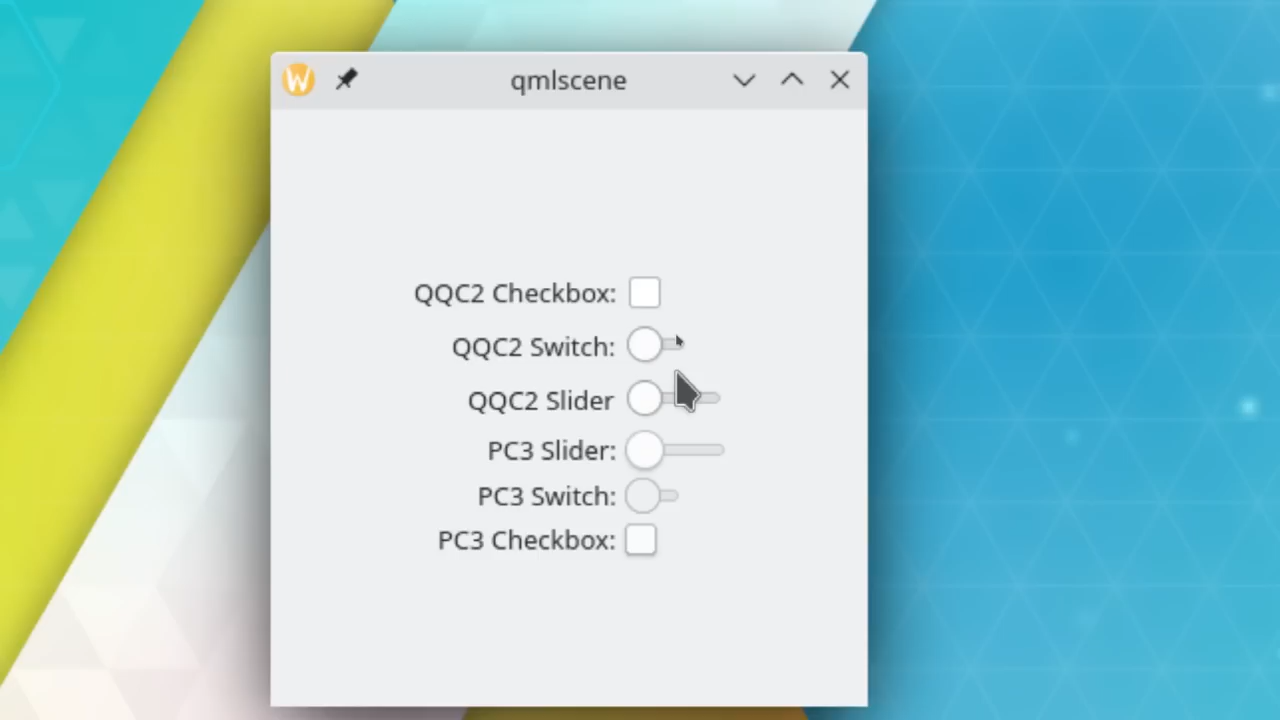 W
qmlscene
QQC2 Checkbox:
QQC2 Switch:
QQC2 Slider
PC3 Slider:
PC3 Switch:
PC3 Checkbox: